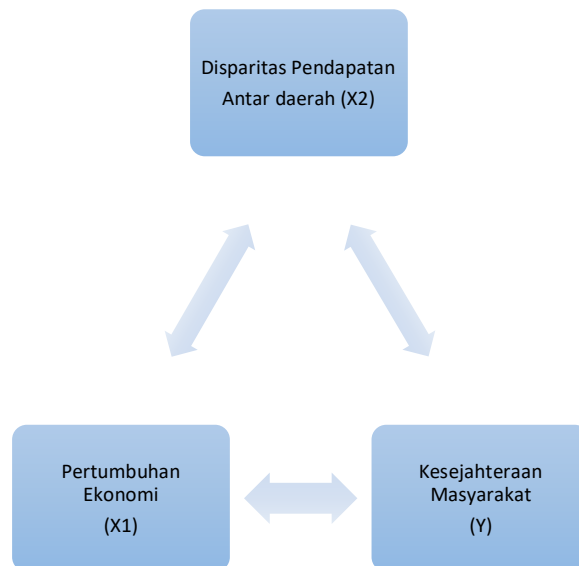 Disparitas Pendapatan
Antar daerah (X2)
Pertumbuhan
Ekonomi
(X1)
Kesejahteraan
Masyarakat
(Y)